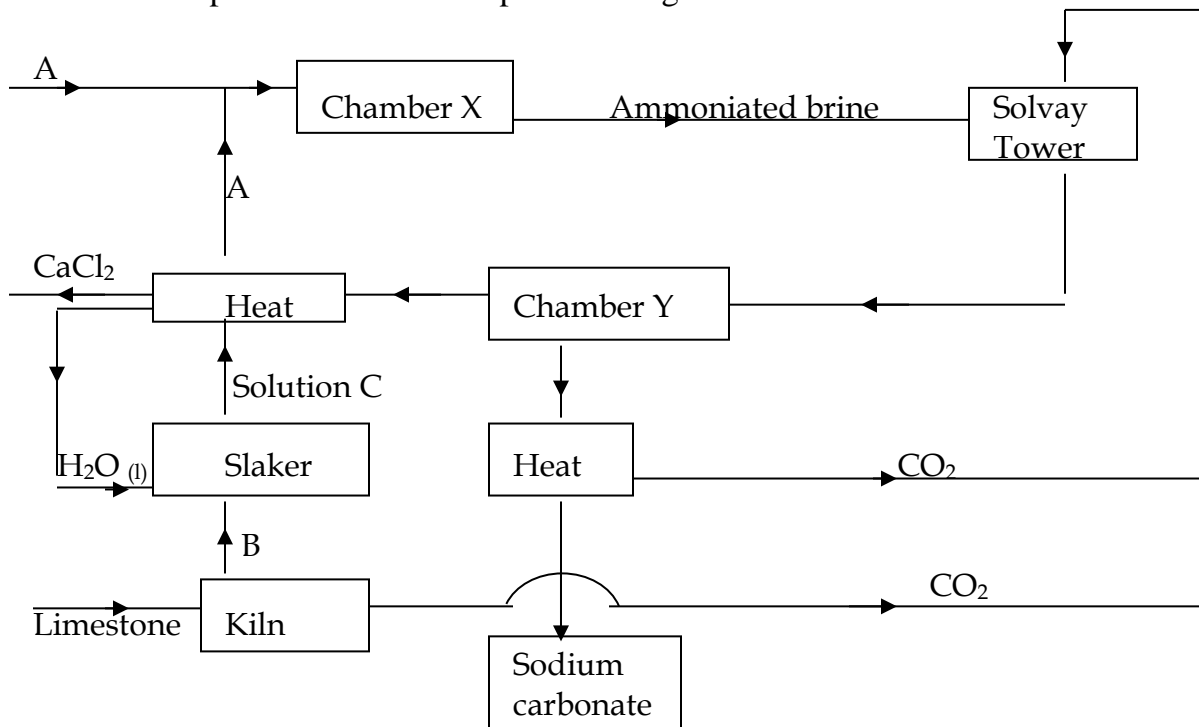 A
Chamber X
Ammoniated brine
Solvay
Tower
A
CaCl₂
Heat
Chamber Y
Solution C
H₂O (l)
Slaker
Heat
CO₂
B
CO₂
Limestone
Kiln
Sodium
carbonate